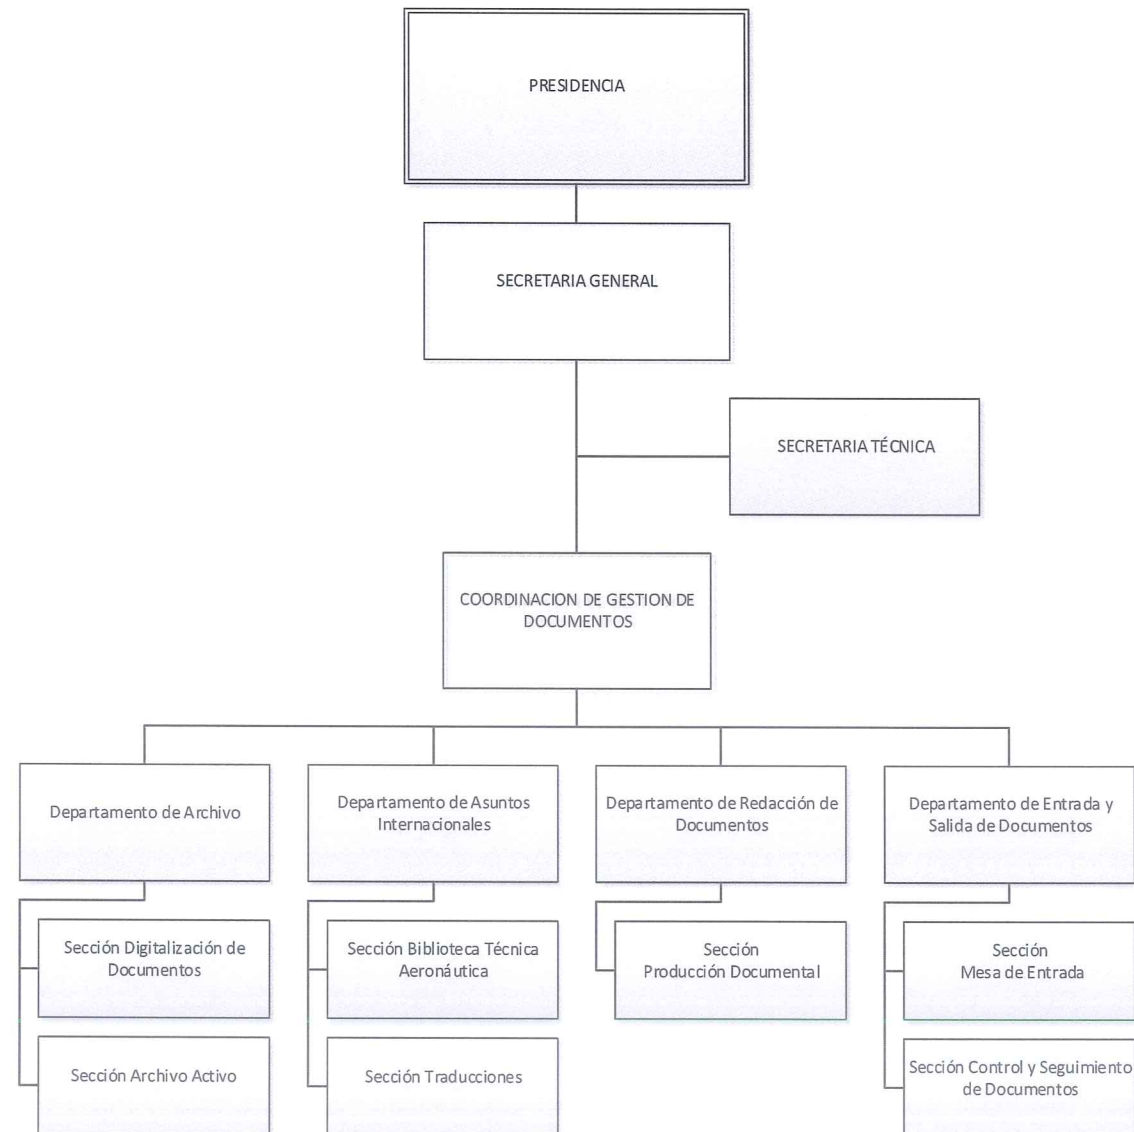 PRESIDENCIA
SECRETARIA GENERAL
SECRETARIA TÉCNICA
COORDINACION DE GESTION DE
DOCUMENTOS
Departamento de Archivo
Departamento de Asuntos
Internacionales
Departamento de Redacción de
Documentos
Departamento de Entrada y
Salida de Documentos
Sección Digitalización de
Documentos
Sección Biblioteca Técnica
Aeronáutica
Sección
Producción Documental
Sección
Mesa de Entrada
Sección Archivo Activo
Sección Traducciones
Sección Control y Seguimiento
de Documentos